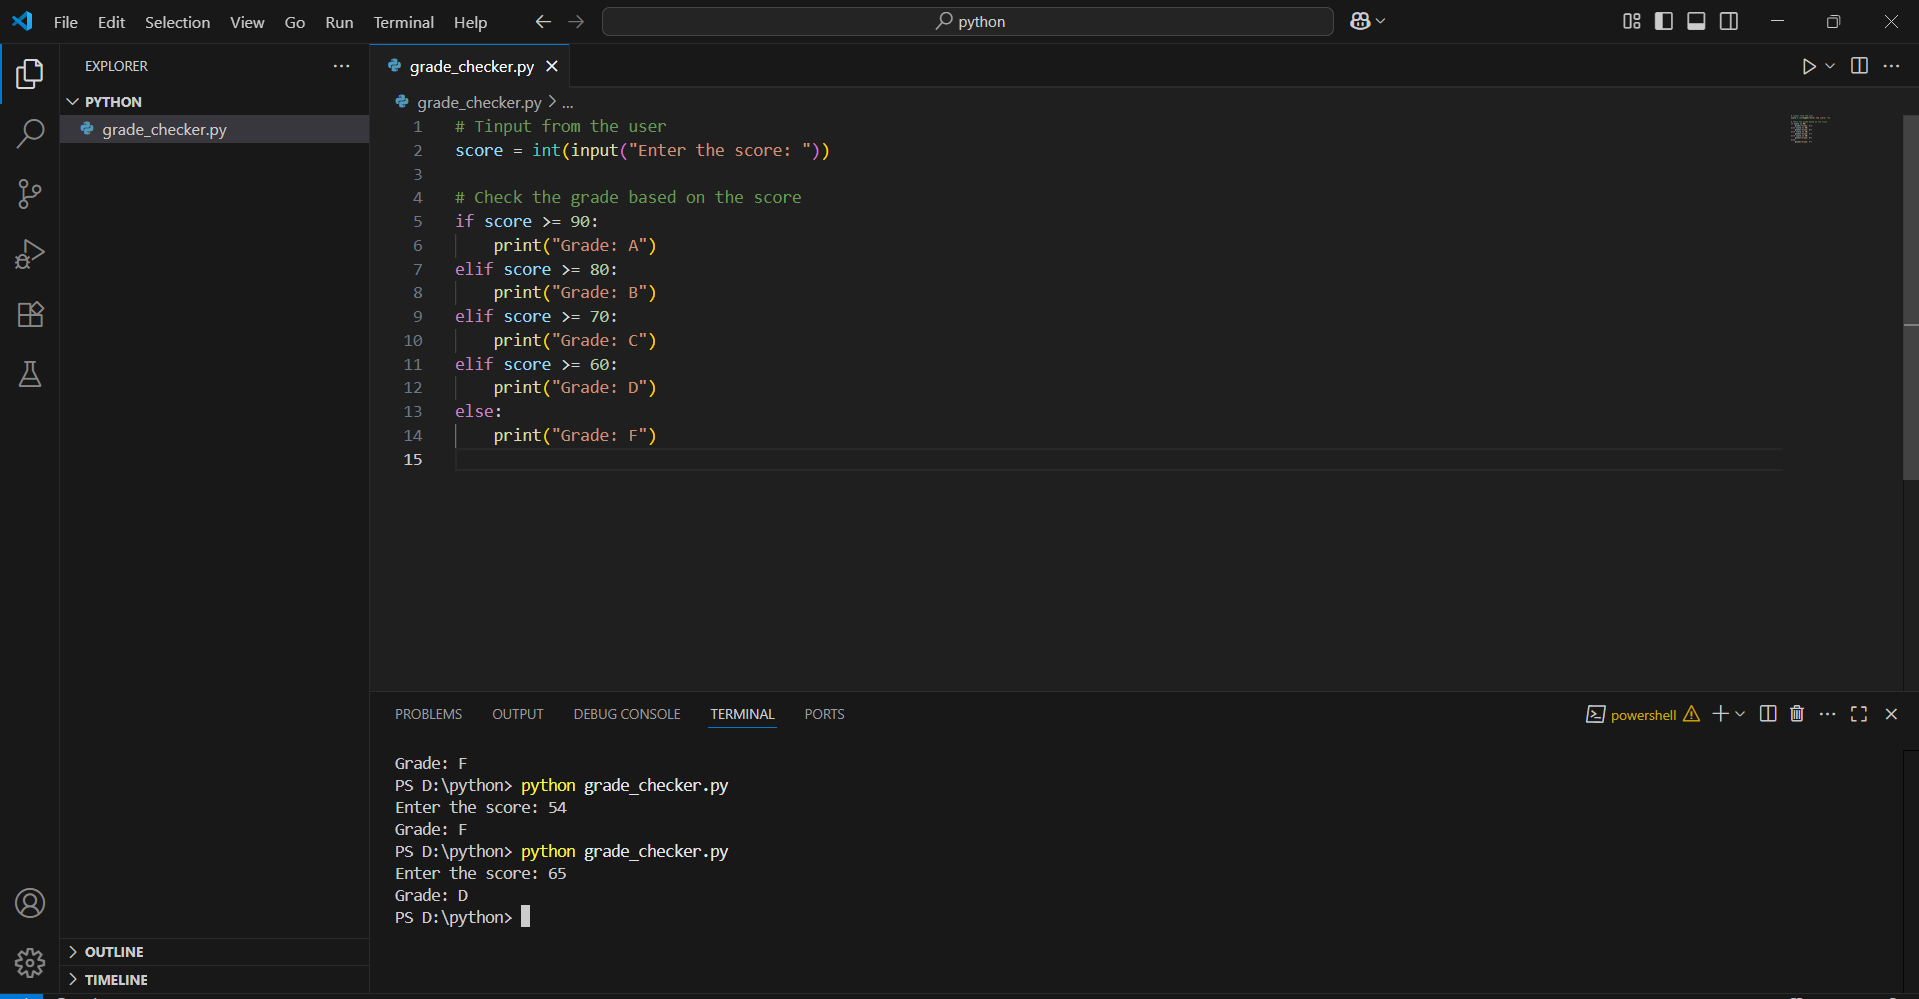 File Edit Selection View Go Run Terminal Help
python
EXPLORER
PYTHON
grade_checker.py
OUTLINE
TIMELINE
grade_checker.py
grade_checker.py > ...
1 # Tinput from the user
2 score = int(input("Enter the score: "))
3
4 # Check the grade based on the score
5 if score >= 90:
6 print("Grade: A")
7 elif score >= 80:
8 print("Grade: B")
9 elif score >= 70:
10 print("Grade: C")
11 elif score >= 60:
12 print("Grade: D")
13 else:
14 print("Grade: F")
15
PROBLEMS OUTPUT DEBUG CONSOLE TERMINAL PORTS
powershell
Grade: F
PS D:\python> python grade_checker.py
Enter the score: 54
Grade: F
PS D:\python> python grade_checker.py
Enter the score: 65
Grade: D
PS D:\python>